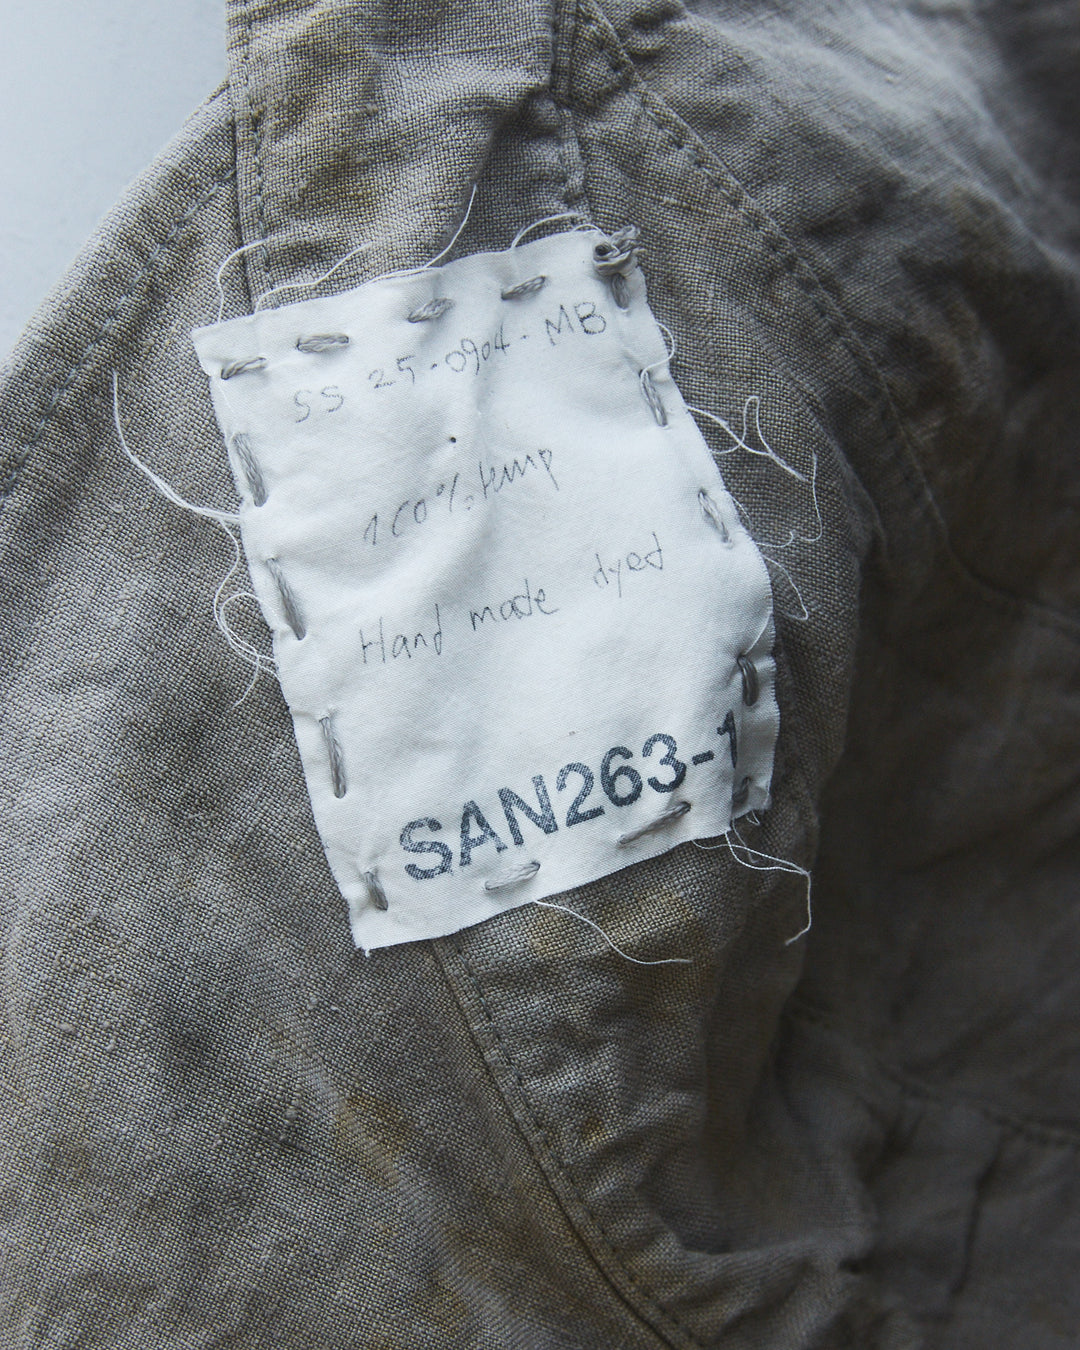 SS 25-0904-MB
100% hemp
Hand made dyed
SAN263-1